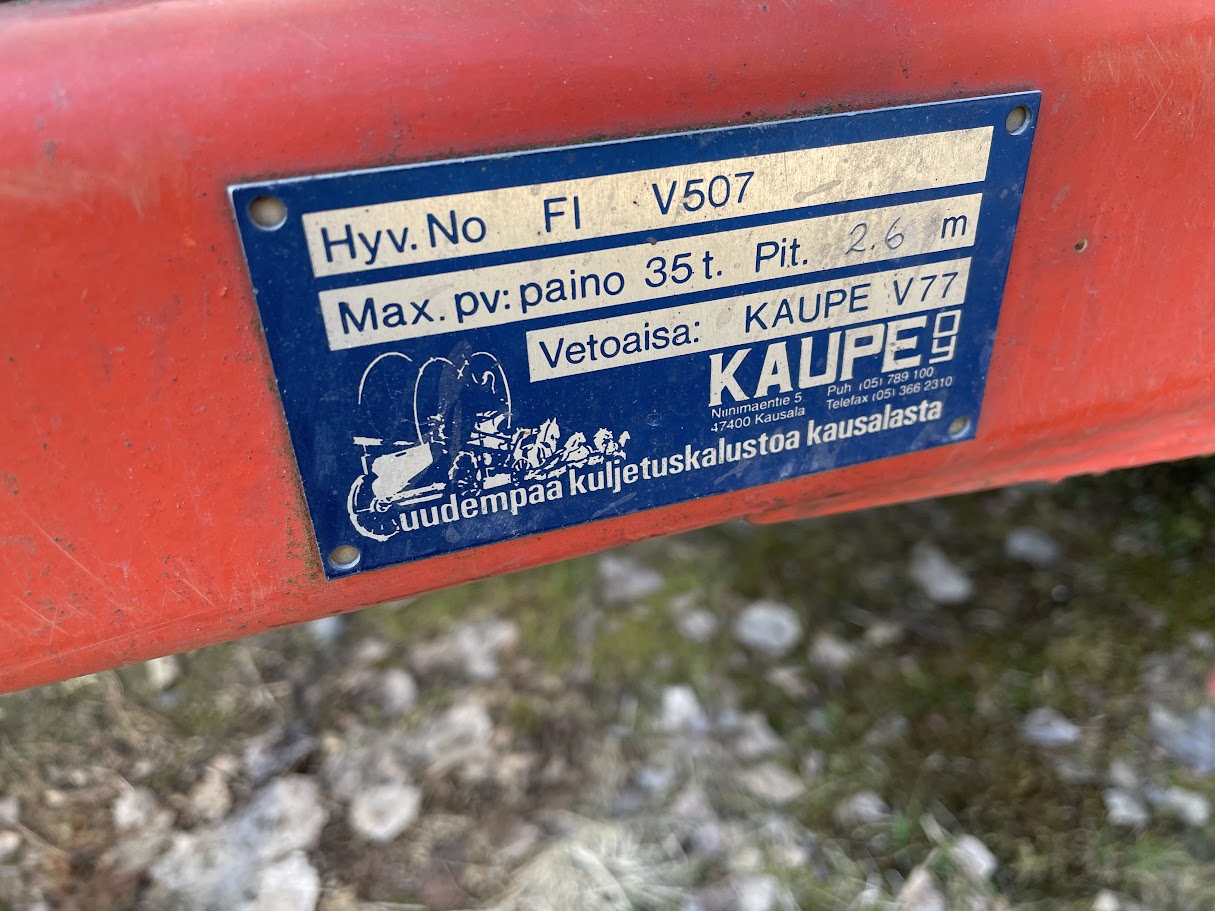 Hyv. No FI V507
Max. pv: paino 35 t. Pit. 2.6 m
Vetoaisa: KAUPE V77
KAUPE oy
Niinimäentie 5 Puh (05) 789 100
47400 Kausala Telefax (05) 366 2310
uudempaa kuljetuskalustoa kausalasta